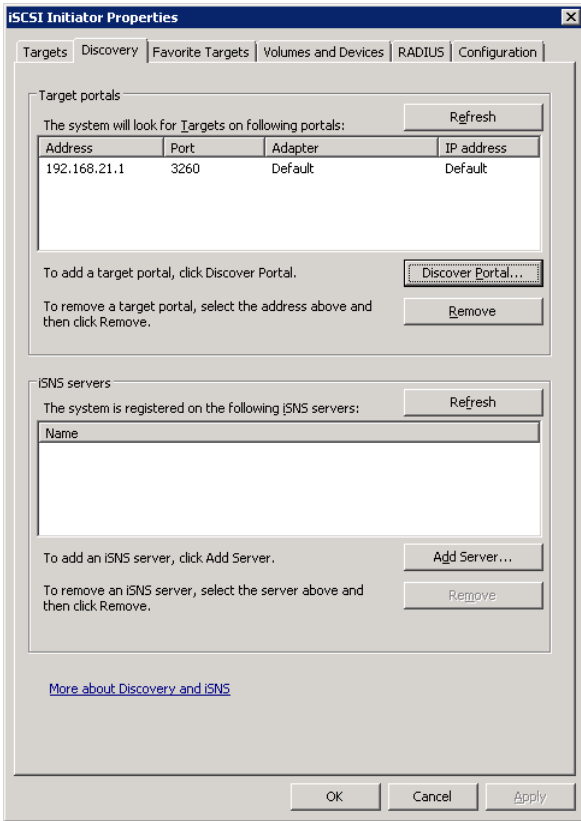 iSCSI Initiator Properties
Targets Discovery Favorite Targets Volumes and Devices RADIUS Configuration
Target portals
The system will look for Targets on following portals: Refresh
Address Port Adapter IP address
192.168.21.1 3260 Default Default
To add a target portal, click Discover Portal. Discover Portal...
To remove a target portal, select the address above and
then click Remove. Remove
iSNS servers
The system is registered on the following iSNS servers: Refresh
Name
To add an iSNS server, click Add Server. Add Server...
To remove an iSNS server, select the server above and
then click Remove. Remove
More about Discovery and iSNS
OK Cancel Apply